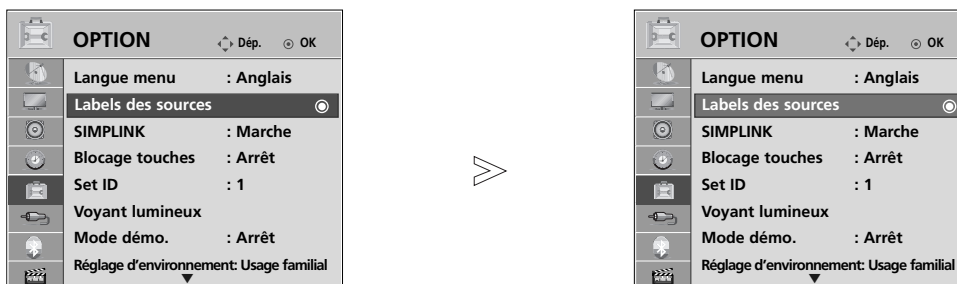 OPTION Dép. OK
Langue menu : Anglais
Labels des sources
SIMPLINK : Marche
Blocage touches : Arrêt
Set ID : 1
Voyant lumineux
Mode démo. : Arrêt
Réglage d'environnement: Usage familial
OPTION Dép. OK
Langue menu : Anglais
Labels des sources
SIMPLINK : Marche
Blocage touches : Arrêt
Set ID : 1
Voyant lumineux
Mode démo. : Arrêt
Réglage d'environnement: Usage familial